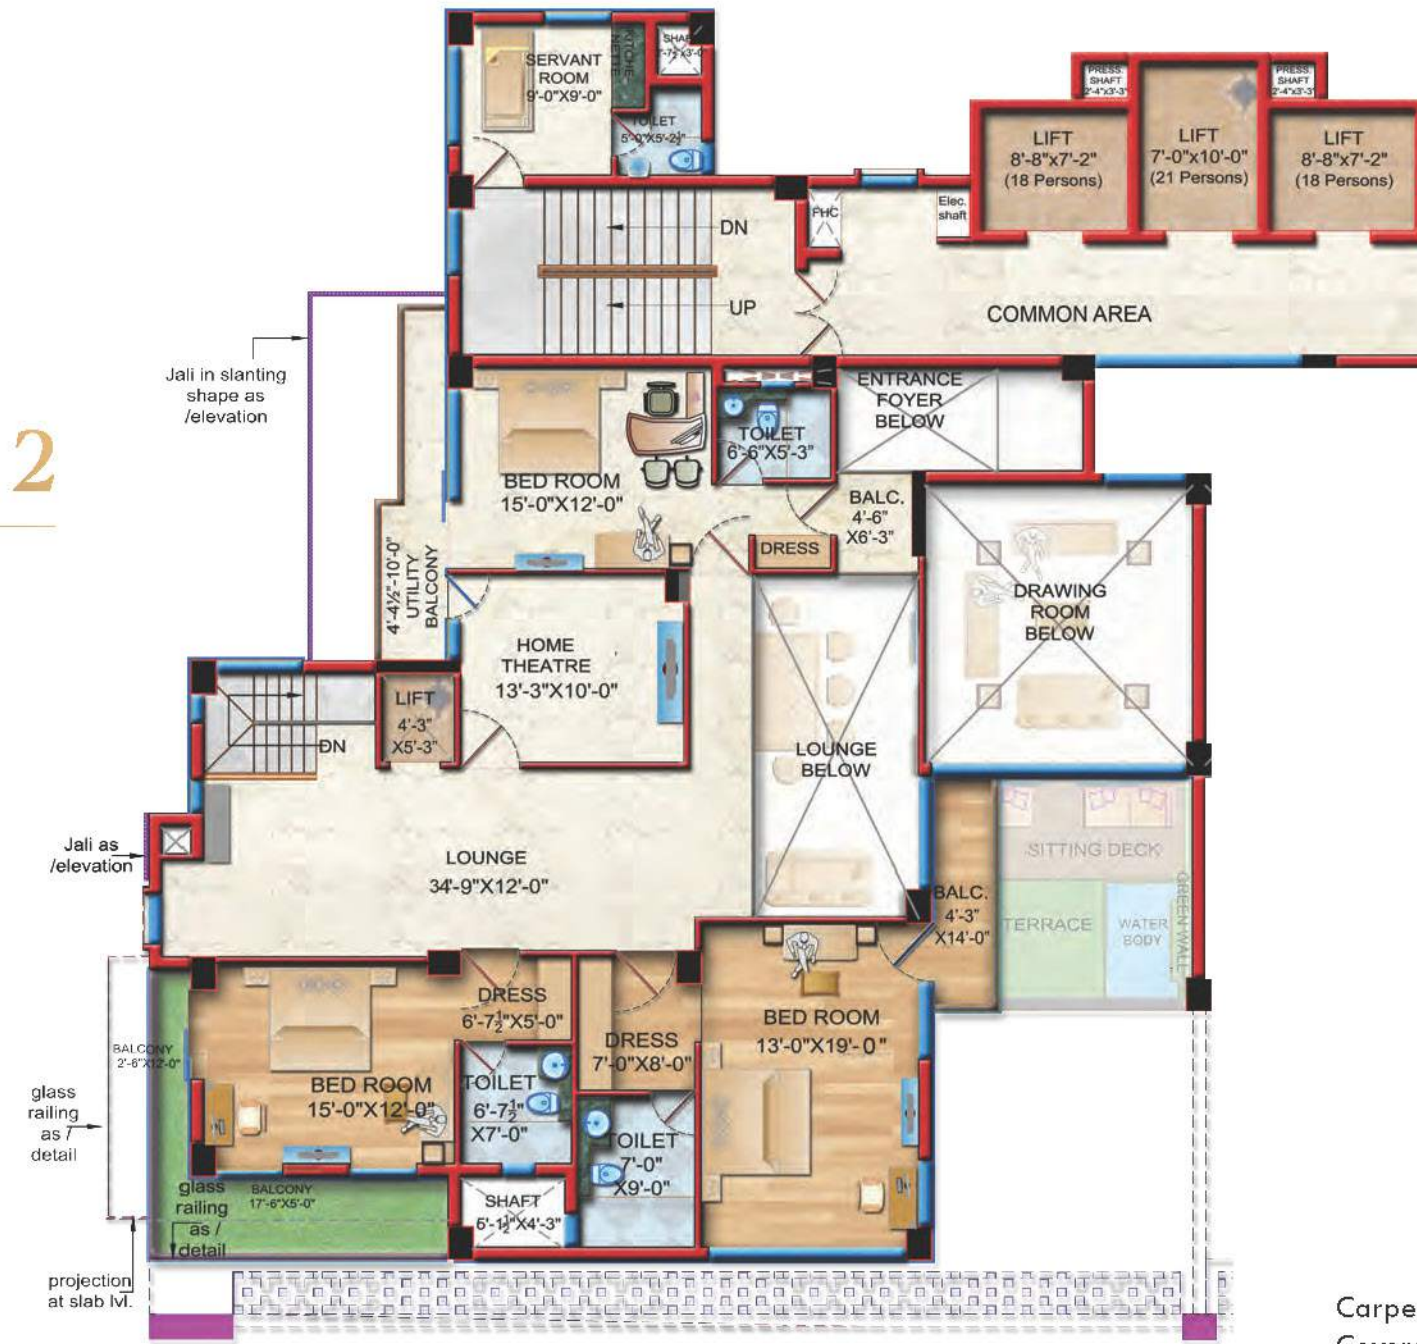 SERVANT
ROOM
9'-0"X9'-0"
KITCHE
NETTE
SHAFT
TOILET
5'-0"X5'-2½"
PRESS.
SHAFT
2'-4"x3'-3"
LIFT
8'-8"x7'-2"
(18 Persons)
LIFT
7'-0"x10'-0"
(21 Persons)
PRESS.
SHAFT
2'-4"x3'-3"
LIFT
8'-8"x7'-2"
(18 Persons)
FHC
Elec.
shaft
DN
UP
COMMON AREA
Jali in slanting
shape as
/elevation
2
ENTRANCE
FOYER
BELOW
TOILET
6'-6"X5'-3"
BED ROOM
15'-0"X12'-0"
BALC.
4'-6"
X6'-3"
DRESS
4'-4½"-10'-0"
UTILITY
BALCONY
DRAWING
ROOM
BELOW
HOME
THEATRE
13'-3"X10'-0"
LIFT
4'-3"
X5'-3"
DN
LOUNGE
BELOW
Jali as
/elevation
LOUNGE
34'-9"X12'-0"
SITTING DECK
BALC.
4'-3"
X14'-0"
TERRACE
WATER
BODY
GREEN WALL
DRESS
6'-7½"X5'-0"
DRESS
7'-0"X8'-0"
BED ROOM
13'-0"X19'-0"
BALCONY
2'-6"X12'-0"
BED ROOM
15'-0"X12'-0"
TOILET
6'-7½"
X7'-0"
glass
railing
as /
detail
TOILET
7'-0"
X9'-0"
BALCONY
17'-6"X5'-0"
glass
railing
as /
detail
SHAFT
5'-1½"X4'-3"
projection
at slab lvl.
Carpe